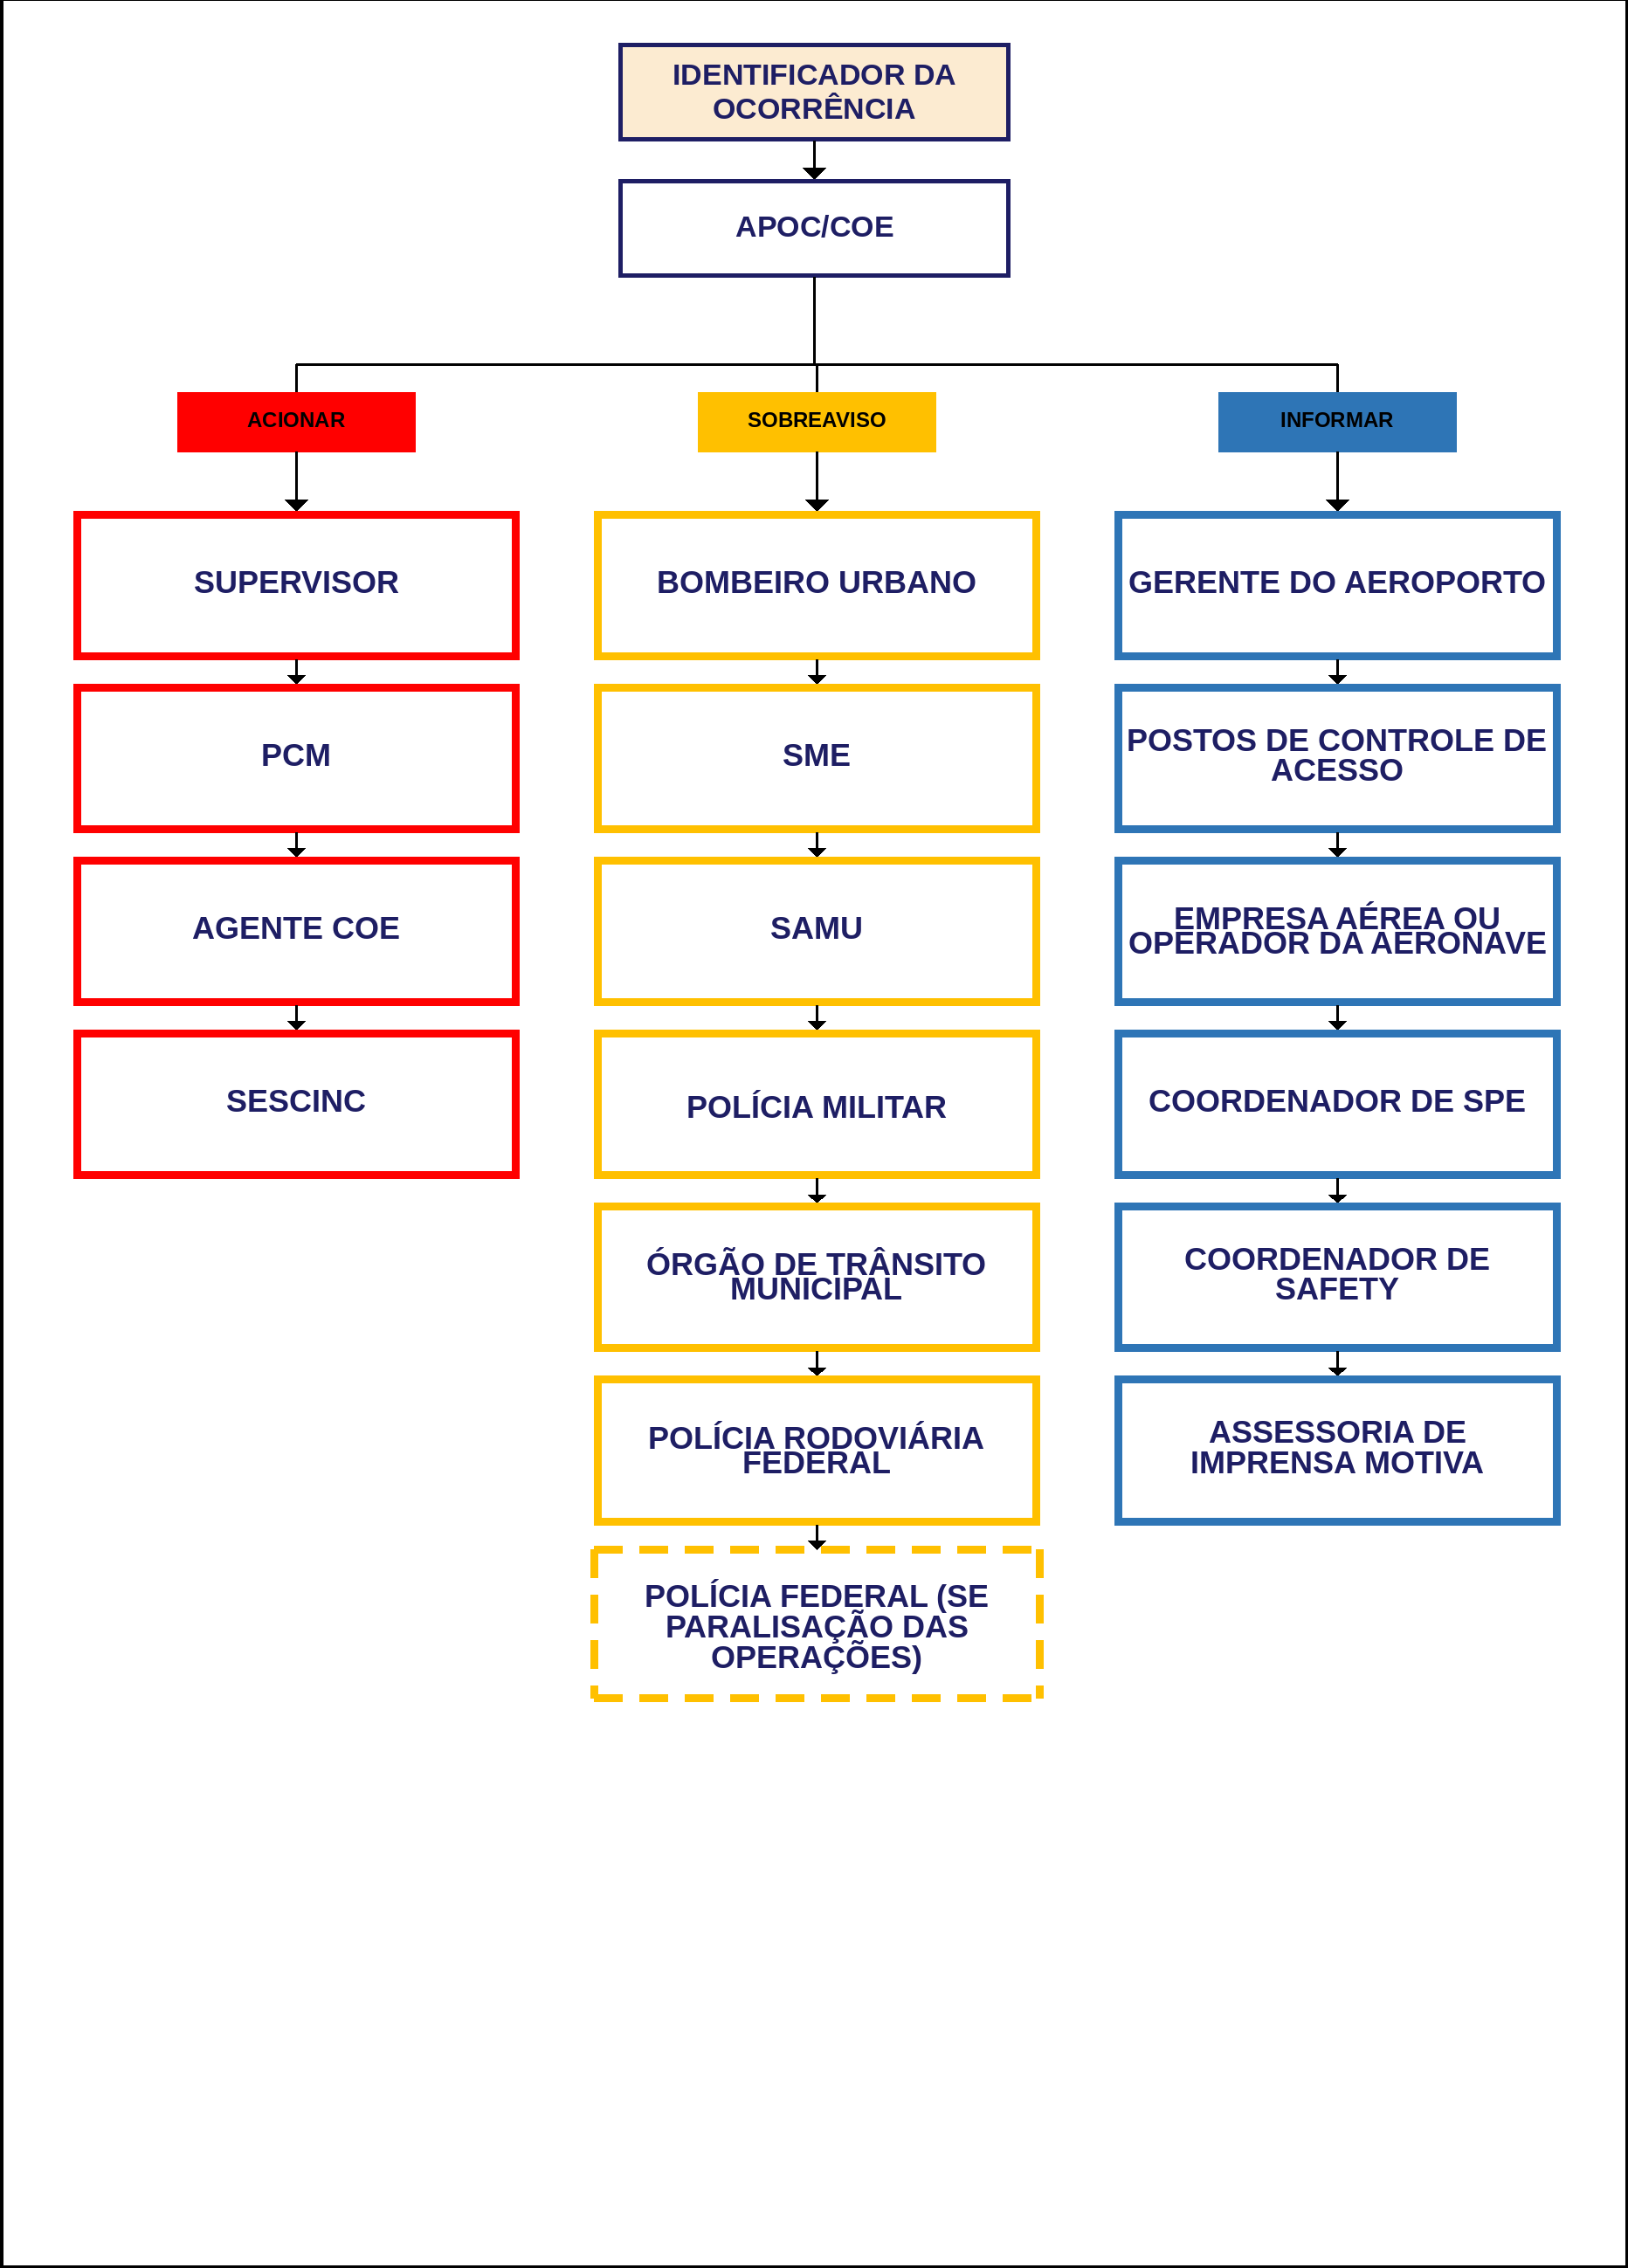 IDENTIFICADOR DA
OCORRÊNCIA
APOC/COE
ACIONAR
SOBREAVISO
INFORMAR
SUPERVISOR
PCM
AGENTE COE
SESCINC
BOMBEIRO URBANO
SME
SAMU
POLÍCIA MILITAR
ÓRGÃO DE TRÂNSITO
MUNICIPAL
POLÍCIA RODOVIÁRIA
FEDERAL
POLÍCIA FEDERAL (SE
PARALISAÇÃO DAS
OPERAÇÕES)
GERENTE DO AEROPORTO
POSTOS DE CONTROLE DE
ACESSO
EMPRESA AÉREA OU
OPERADOR DA AERONAVE
COORDENADOR DE SPE
COORDENADOR DE
SAFETY
ASSESSORIA DE
IMPRENSA MOTIVA